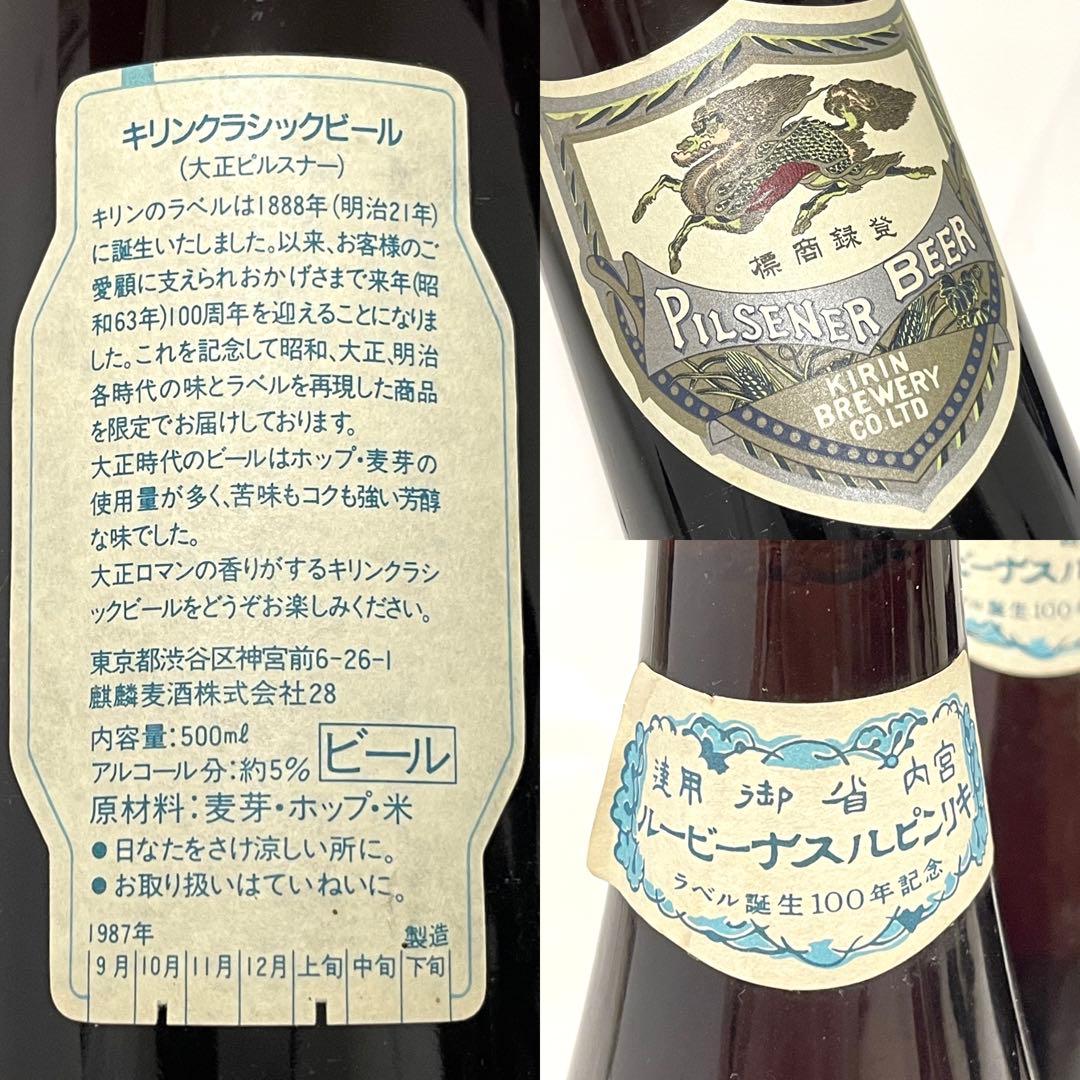 キリンクラシックビール
(大正ピルスナー)
キリンのラベルは1888年(明治21年)
に誕生いたしました。以来、お客様のご
愛顧に支えられおかげさまで来年(昭
和63年)100周年を迎えることになりま
した。これを記念して昭和、大正、明治
各時代の味とラベルを再現した商品
を限定でお届けしております。
大正時代のビールはホップ・麦芽の
使用量が多く、苦味もコクも強い芳醇
な味でした。
大正ロマンの香りがするキリンクラシ
ックビールをどうぞお楽しみください。
東京都渋谷区神宮前6-26-1
麒麟麦酒株式会社28
内容量:500ml
アルコール分:約5% ビール
原材料:麦芽・ホップ・米
●日なたをさけ涼しい所に。
●お取り扱いはていねいに。
1987年 製造
9月 10月 11月 12月 上旬 中旬 下旬
標商録登
PILSENER BEER
KIRIN
BREWERY
CO.LTD
達用御省内宮
ルービーナスルピンリキ
ラベル誕生100年記念
ビーナスル
誕生100年